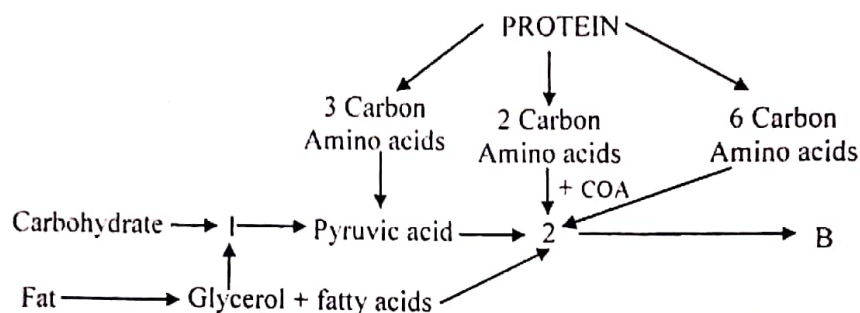 PROTEIN
3 Carbon
Amino acids
2 Carbon
Amino acids
6 Carbon
Amino acids
+ COA
Carbohydrate
1
Pyruvic acid
2
B
Fat
Glycerol + fatty acids